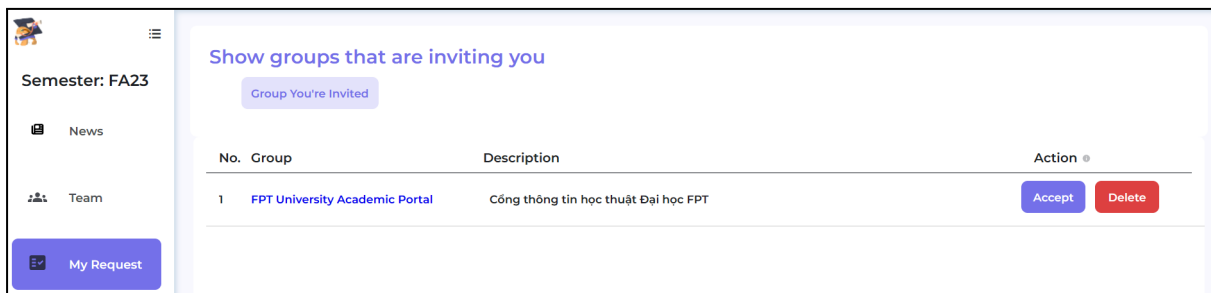 Semester: FA23
News
Team
My Request
Show groups that are inviting you
Group You're Invited
No. Group Description Action
1 FPT University Academic Portal Cổng thông tin học thuật Đại học FPT Accept Delete